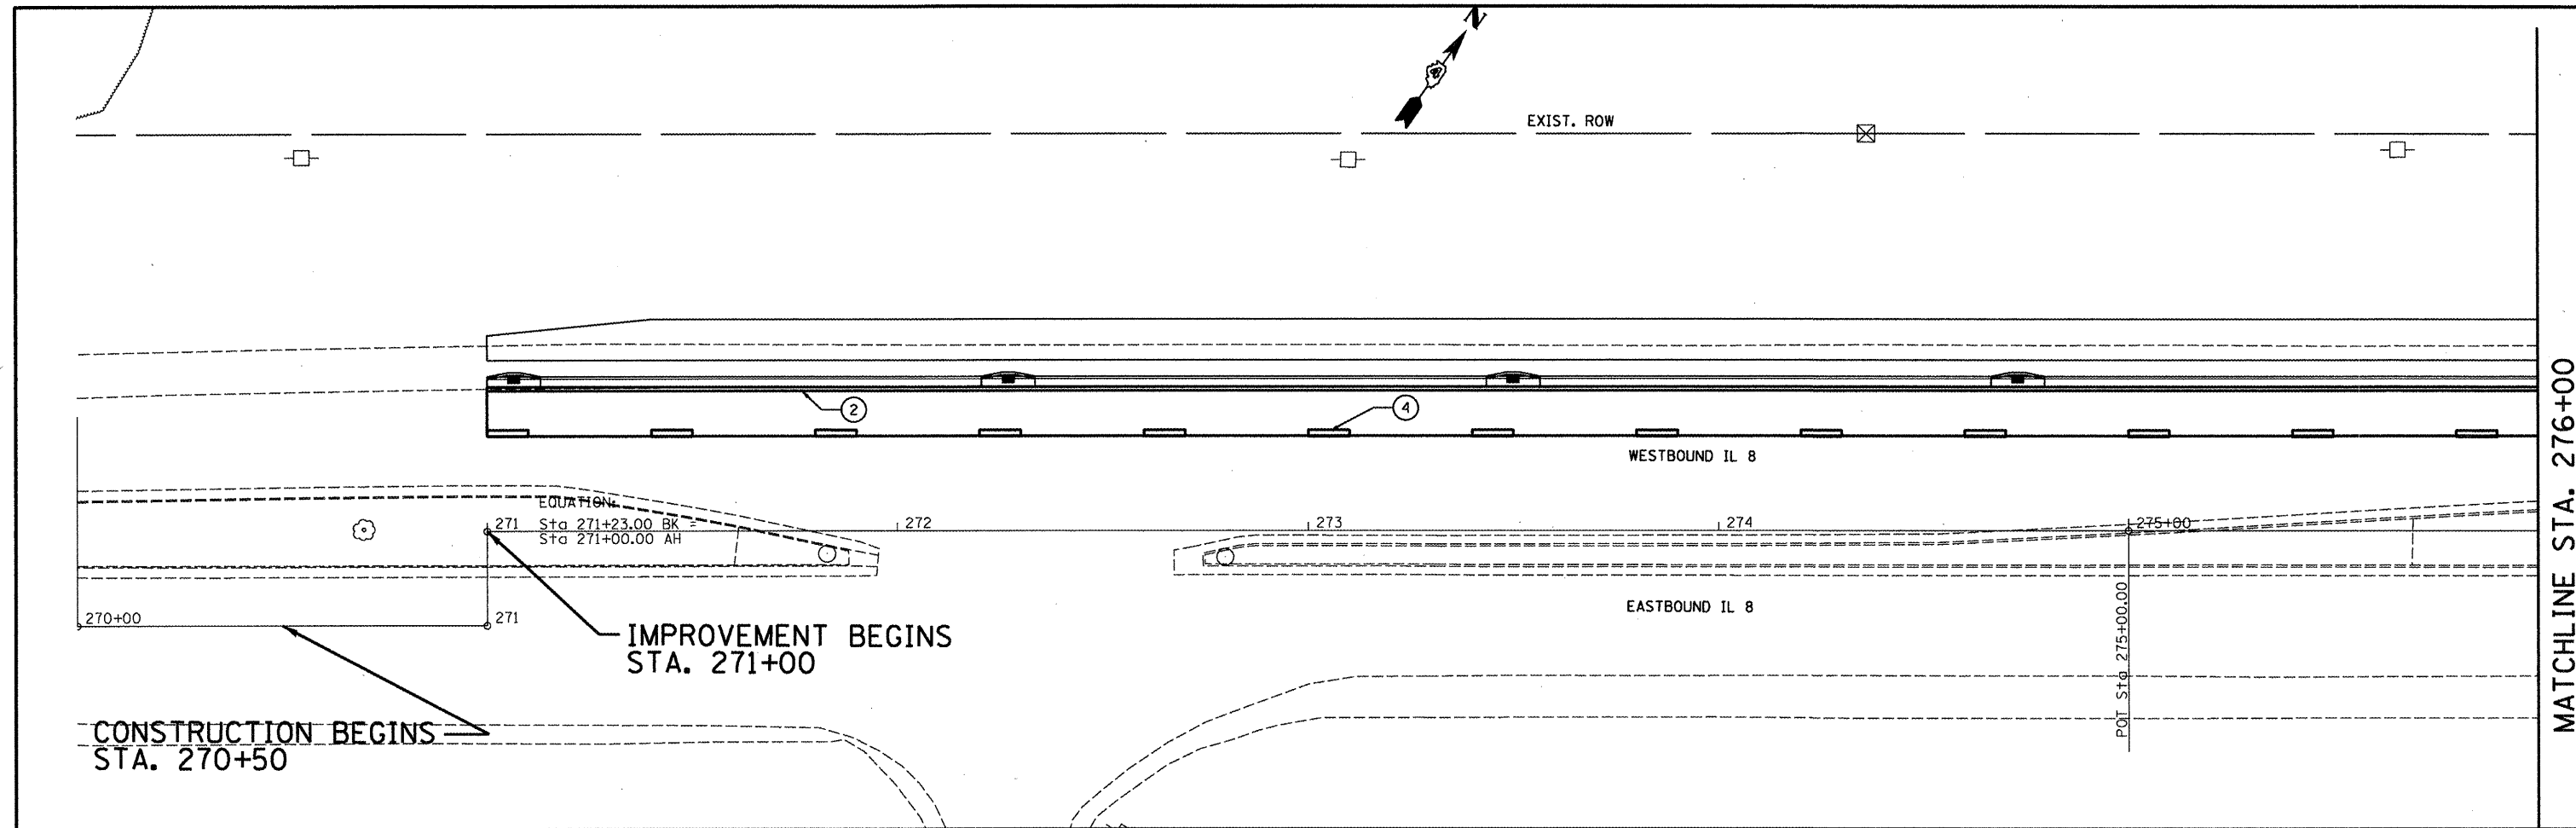 N
EXIST. ROW
2
4
WESTBOUND IL 8
EQUATION:
271
Sta 271+23.00 BK =
Sta 271+00.00 AH
272
273
274
275+00
EASTBOUND IL 8
270+00
271
IMPROVEMENT BEGINS
STA. 271+00
CONSTRUCTION BEGINS
STA. 270+50
POT Sta 275+00.00
MATCHLINE STA. 276+00